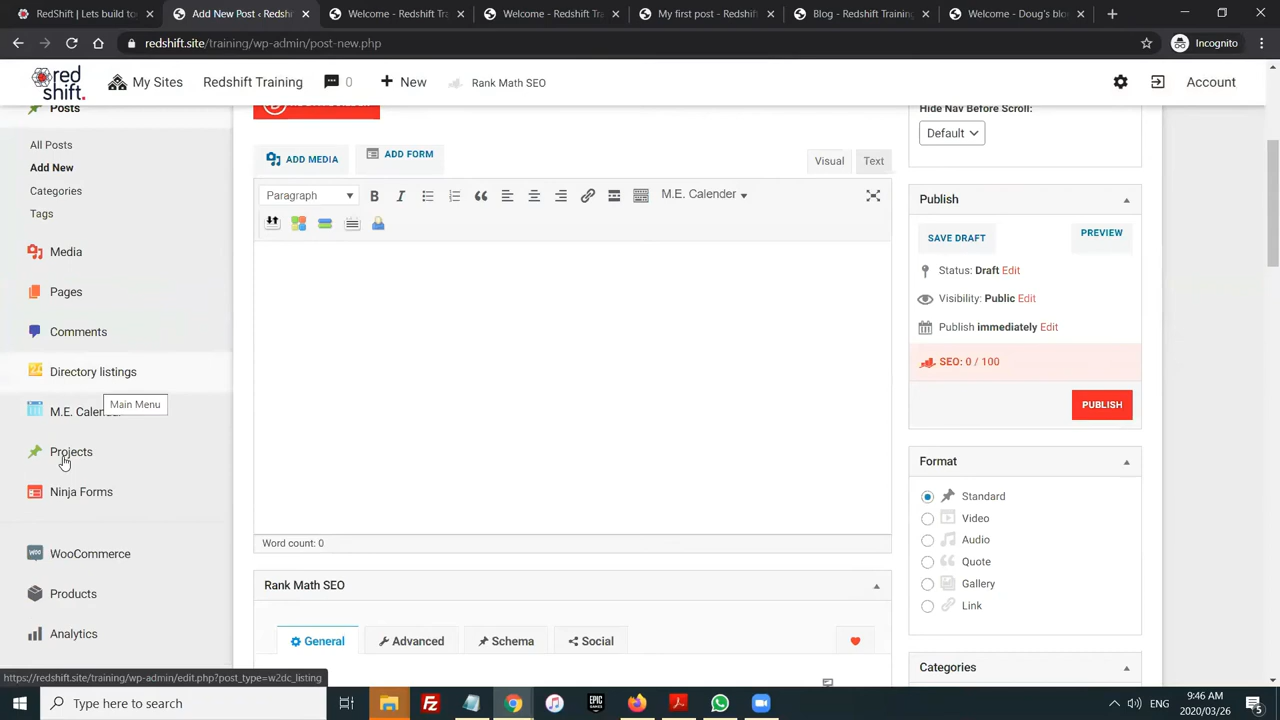 RedShift | Lets build to
Add New Post - Redsh
Welcome - Redshift Tra
Welcome - Redshift Tra
My first post - Redshift
Blog - Redshift Training
Welcome - Doug's blo
redshift.site/training/wp-admin/post-new.php
Incognito
red shift.
My Sites
Redshift Training
0
New
Rank Math SEO
Account
Posts
Hide Nav Before Scroll:
Default
All Posts
Add New
Categories
Tags
Media
Pages
Comments
Directory listings
Main Menu
M.E. Calen
Projects
Ninja Forms
WooCommerce
Products
Analytics
ADD MEDIA
ADD FORM
Visual
Text
Paragraph
B
I
M.E. Calender
Word count: 0
Rank Math SEO
General
Advanced
Schema
Social
Publish
SAVE DRAFT
PREVIEW
Status: Draft Edit
Visibility: Public Edit
Publish immediately Edit
SEO: 0 / 100
PUBLISH
Format
Standard
Video
Audio
Quote
Gallery
Link
Categories
https://redshift.site/training/wp-admin/edit.php?post_type=w2dc_listing
Type here to search
ENG
9:46 AM
2020/03/26